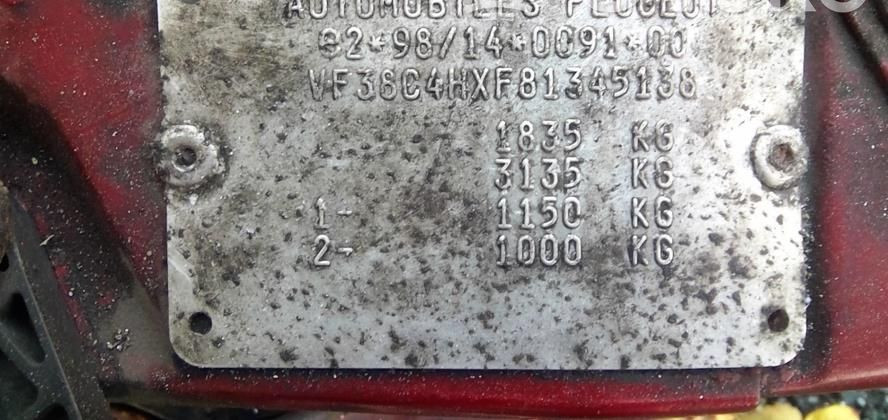 AUTOMOBILES PEUGEOT
e2*98/14*0091*00
VF38C4HXF81345138
1835 KG
3135 KG
1- 1150 KG
2- 1000 KG